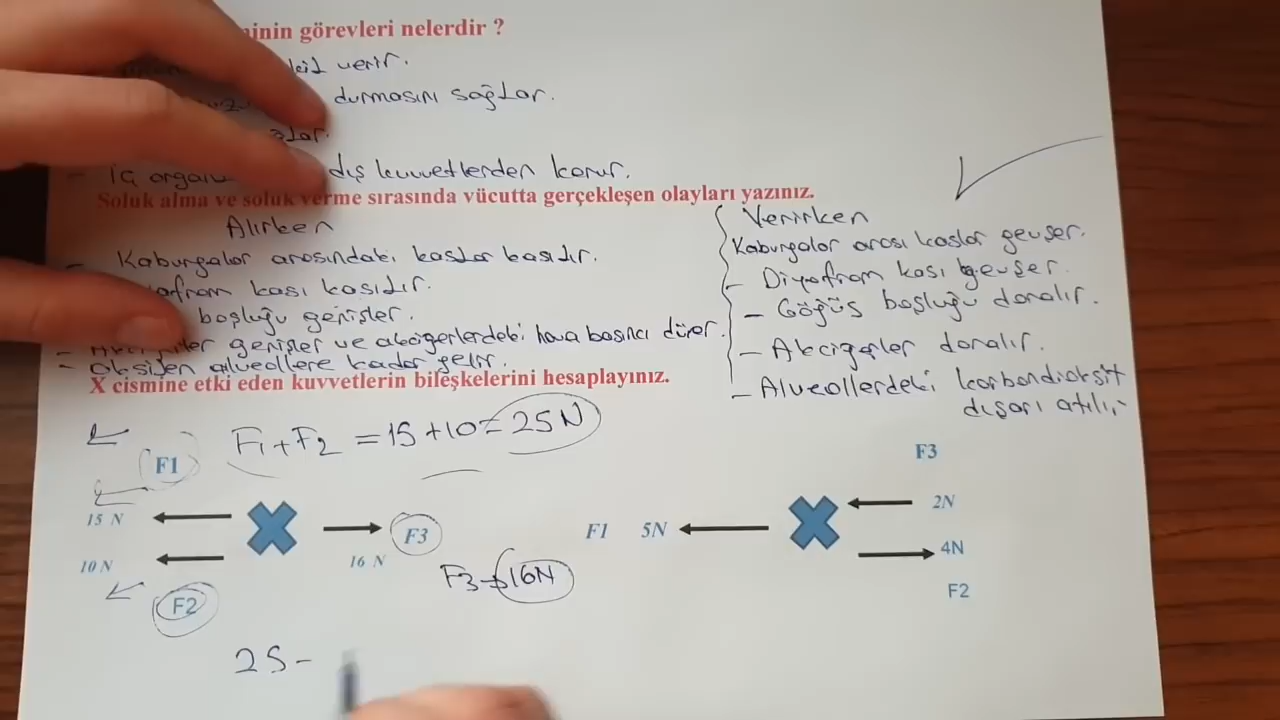 görevleri nelerdir ?
verir.
durmasını sağlar.
- iç dış kuvvetlerden korur.
Soluk alma ve soluk verme sırasında vücutta gerçekleşen olayları yazınız.
Alırken
- Kaburgalar arasındaki kaslar kasılır.
kası kasılır.
boşluğu genişler.
- genişler ve akciğerlerdeki hava basıncı düşer.
- Oksijen alveollere kadar gelir.
Verirken
Kaburgalar arası kaslar gevşer.
- Diyafram kası gevşer.
- Göğüs boşluğu daralır.
- Akciğerler daralır.
- Alveollerdeki karbondioksit
dışarı atılır
X cismine etki eden kuvvetlerin bileşkelerini hesaplayınız.
F1+F2 = 15+10 = 25N
F1
15 N
10 N
F2
F3
16 N
F3→16N
25 -
F1 5N
F3
2N
4N
F2